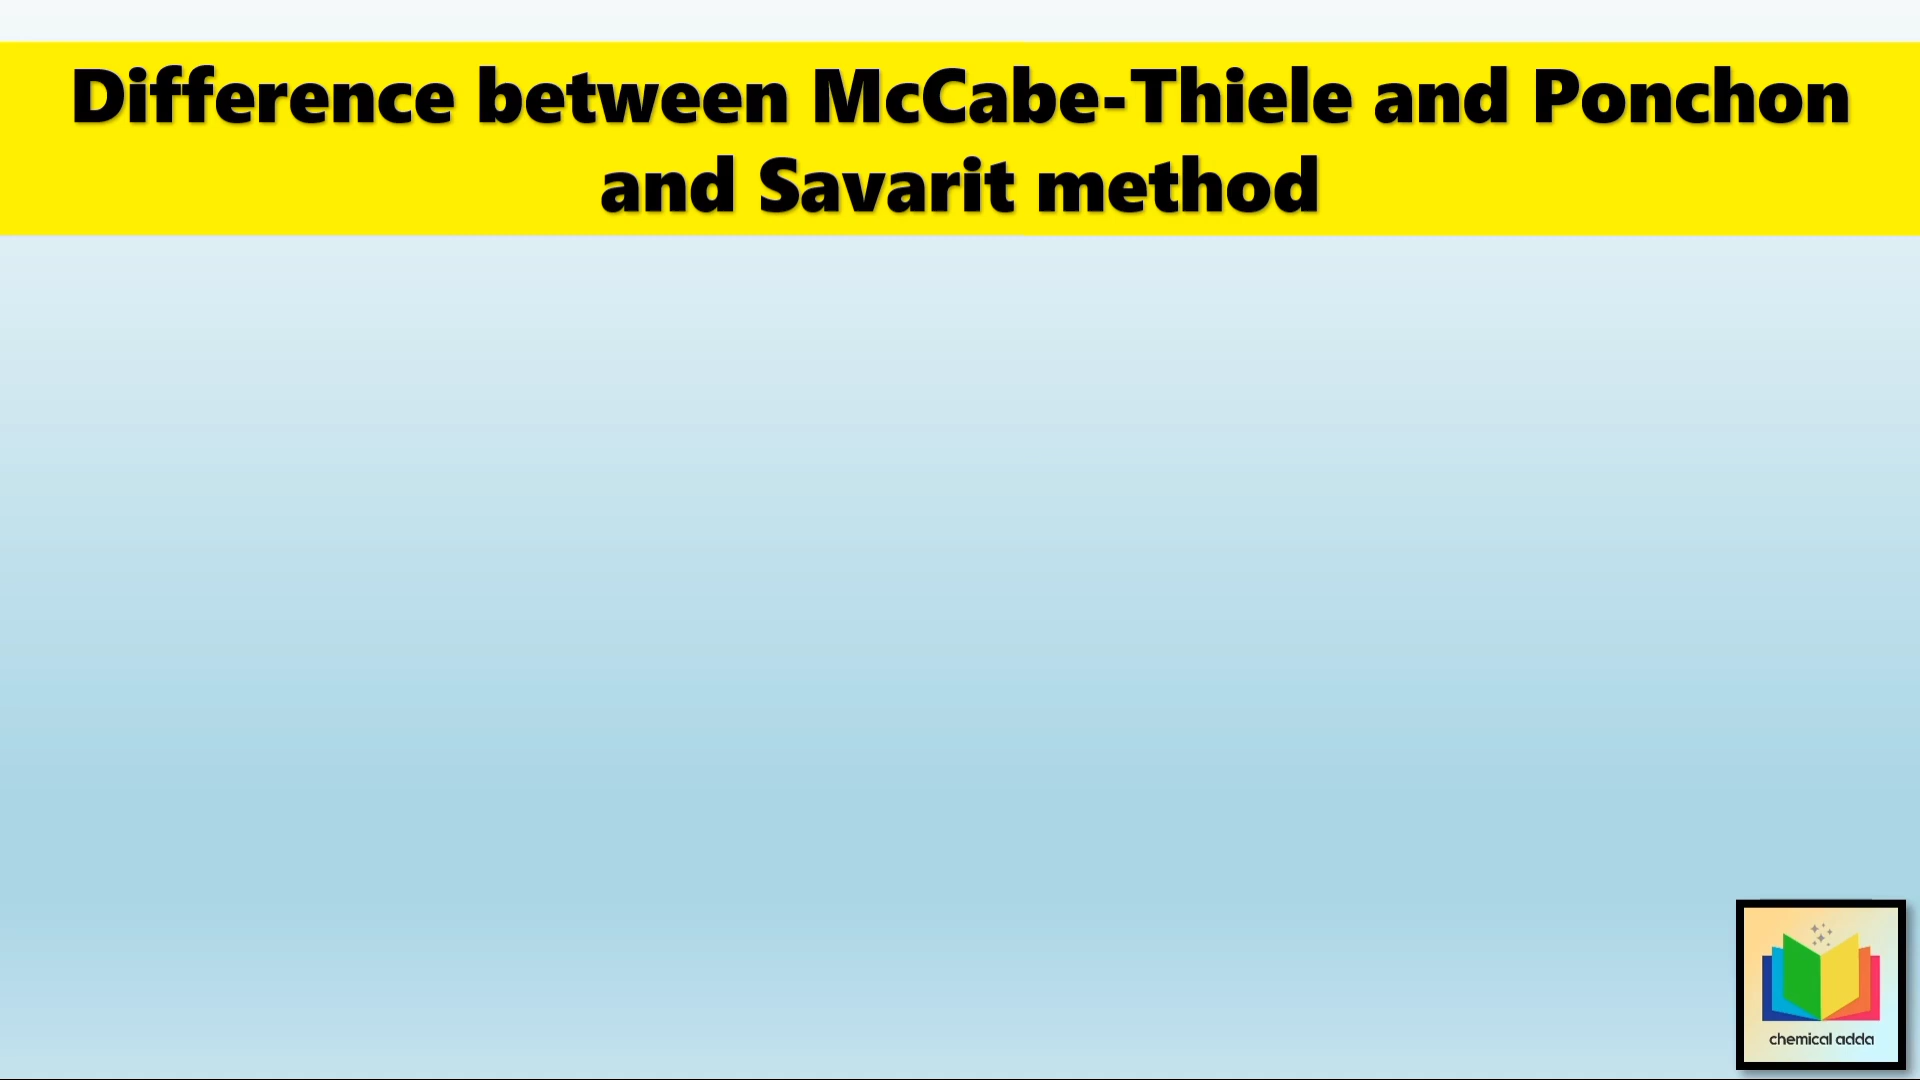 Difference between McCabe-Thiele and Ponchon
and Savarit method
chemical adda